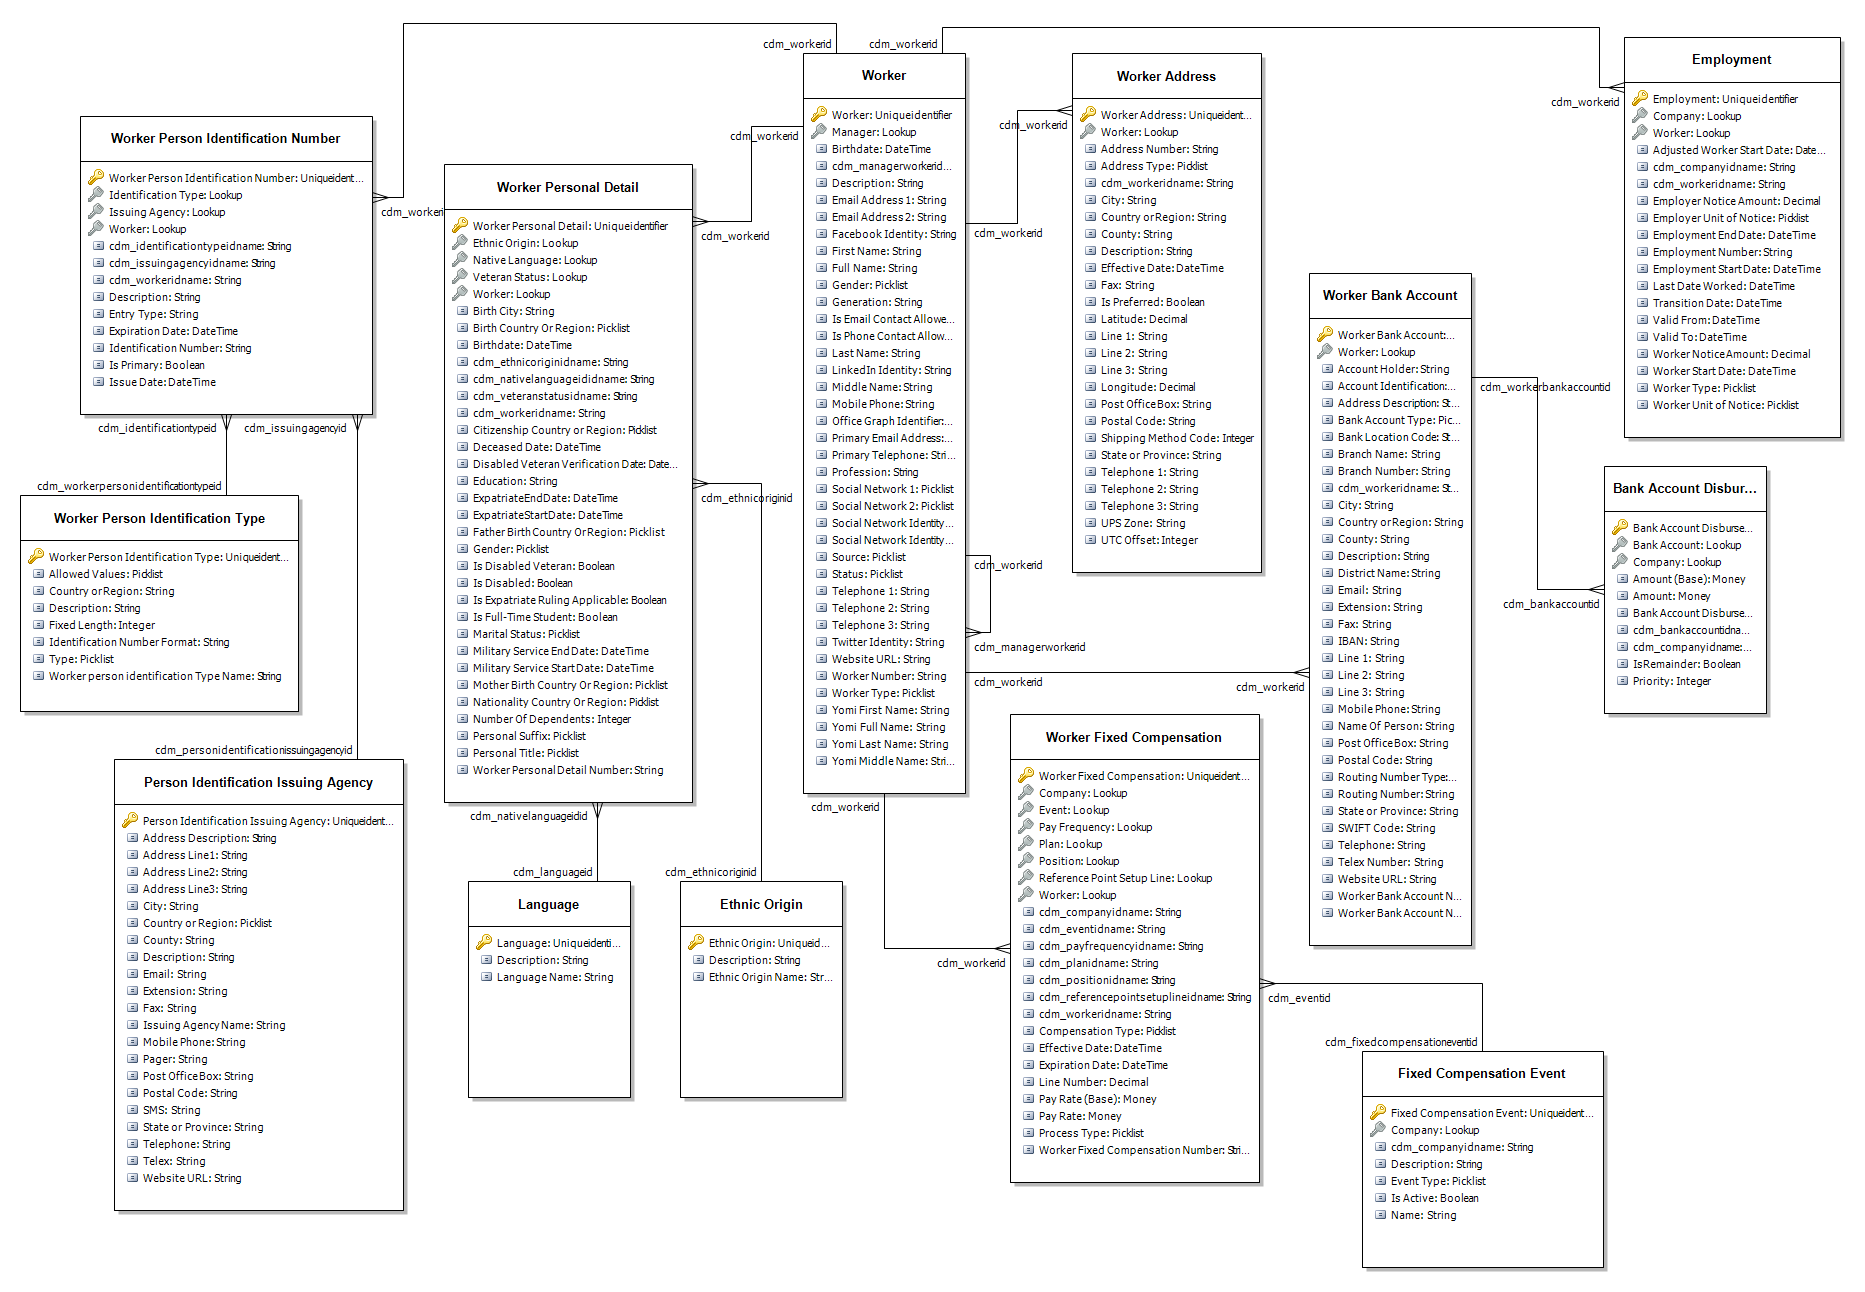 cdm_workerid
cdm_workerid
cdm_workerid
cdm_workeri
cdm_workerid
cdm_workerid
cdm_workerid
cdm_workerid
Worker Person Identification Number
Worker Person Identification Number: Uniqueident...
Identification Type: Lookup
Issuing Agency: Lookup
Worker: Lookup
cdm_identificationtypeidname: String
cdm_issuingagencyidname: String
cdm_workeridname: String
Description: String
Entry Type: String
Expiration Date: DateTime
Identification Number: String
Is Primary: Boolean
Issue Date: DateTime
cdm_identificationtypeid
cdm_issuingagencyid
cdm_workerpersonidentificationtypeid
Worker Person Identification Type
Worker Person Identification Type: Uniqueident...
Allowed Values: Picklist
Country or Region: String
Description: String
Fixed Length: Integer
Identification Number Format: String
Type: Picklist
Worker person identification Type Name: String
cdm_personidentificationissuingagencyid
Person Identification Issuing Agency
Person Identification Issuing Agency: Uniqueident...
Address Description: String
Address Line1: String
Address Line2: String
Address Line3: String
City: String
Country or Region: Picklist
County: String
Description: String
Email: String
Extension: String
Fax: String
Issuing Agency Name: String
Mobile Phone: String
Pager: String
Post Office Box: String
Postal Code: String
SMS: String
State or Province: String
Telephone: String
Telex: String
Website URL: String
Worker Personal Detail
Worker Personal Detail: Uniqueidentifier
Ethnic Origin: Lookup
Native Language: Lookup
Veteran Status: Lookup
Worker: Lookup
Birth City: String
Birth Country Or Region: Picklist
Birthdate: DateTime
cdm_ethnicoriginidname: String
cdm_nativelanguageididname: String
cdm_veteranstatusidname: String
cdm_workeridname: String
Citizenship Country or Region: Picklist
Deceased Date: DateTime
Disabled Veteran Verification Date: Date...
Education: String
ExpatriateEndDate: DateTime
ExpatriateStartDate: DateTime
Father Birth Country Or Region: Picklist
Gender: Picklist
Is Disabled Veteran: Boolean
Is Disabled: Boolean
Is Expatriate Ruling Applicable: Boolean
Is Full-Time Student: Boolean
Marital Status: Picklist
Military Service End Date: DateTime
Military Service Start Date: DateTime
Mother Birth Country Or Region: Picklist
Nationality Country Or Region: Picklist
Number Of Dependents: Integer
Personal Suffix: Picklist
Personal Title: Picklist
Worker Personal Detail Number: String
cdm_ethnicoriginid
cdm_nativelanguageidid
cdm_languageid
cdm_ethnicoriginid
Language
Language: Uniqueidenti...
Description: String
Language Name: String
Ethnic Origin
Ethnic Origin: Uniqueid...
Description: String
Ethnic Origin Name: Str...
Worker
Worker: Uniqueidentifier
Manager: Lookup
Birthdate: DateTime
cdm_managerworkerid...
Description: String
Email Address 1: String
Email Address 2: String
Facebook Identity: String
First Name: String
Full Name: String
Gender: Picklist
Generation: String
Is Email Contact Allowe...
Is Phone Contact Allow...
Last Name: String
LinkedIn Identity: String
Middle Name: String
Mobile Phone: String
Office Graph Identifier:...
Primary Email Address:...
Primary Telephone: Stri...
Profession: String
Social Network 1: Picklist
Social Network 2: Picklist
Social Network Identity...
Social Network Identity...
Source: Picklist
Status: Picklist
Telephone 1: String
Telephone 2: String
Telephone 3: String
Twitter Identity: String
Website URL: String
Worker Number: String
Worker Type: Picklist
Yomi First Name: String
Yomi Full Name: String
Yomi Last Name: String
Yomi Middle Name: Stri...
cdm_workerid
cdm_managerworkerid
cdm_workerid
cdm_workerid
cdm_workerid
cdm_workerid
Worker Address
Worker Address: Uniqueident...
Worker: Lookup
Address Number: String
Address Type: Picklist
cdm_workeridname: String
City: String
Country or Region: String
County: String
Description: String
Effective Date: DateTime
Fax: String
Is Preferred: Boolean
Latitude: Decimal
Line 1: String
Line 2: String
Line 3: String
Longitude: Decimal
Post Office Box: String
Postal Code: String
Shipping Method Code: Integer
State or Province: String
Telephone 1: String
Telephone 2: String
Telephone 3: String
UPS Zone: String
UTC Offset: Integer
Worker Fixed Compensation
Worker Fixed Compensation: Uniqueident...
Company: Lookup
Event: Lookup
Pay Frequency: Lookup
Plan: Lookup
Position: Lookup
Reference Point Setup Line: Lookup
Worker: Lookup
cdm_companyidname: String
cdm_eventidname: String
cdm_payfrequencyidname: String
cdm_planidname: String
cdm_positionidname: String
cdm_referencepointsetuplineidname: String
cdm_workeridname: String
Compensation Type: Picklist
Effective Date: DateTime
Expiration Date: DateTime
Line Number: Decimal
Pay Rate (Base): Money
Pay Rate: Money
Process Type: Picklist
Worker Fixed Compensation Number: Stri...
cdm_eventid
cdm_fixedcompensationeventid
Fixed Compensation Event
Fixed Compensation Event: Uniqueident...
Company: Lookup
cdm_companyidname: String
Description: String
Event Type: Picklist
Is Active: Boolean
Name: String
Worker Bank Account
Worker Bank Account:...
Worker: Lookup
Account Holder: String
Account Identification:...
Address Description: St...
Bank Account Type: Pic...
Bank Location Code: St...
Branch Name: String
Branch Number: String
cdm_workeridname: St...
City: String
Country or Region: String
County: String
Description: String
District Name: String
Email: String
Extension: String
Fax: String
IBAN: String
Line 1: String
Line 2: String
Line 3: String
Mobile Phone: String
Name Of Person: String
Post Office Box: String
Postal Code: String
Routing Number Type:...
Routing Number: String
State or Province: String
SWIFT Code: String
Telephone: String
Telex Number: String
Website URL: String
Worker Bank Account N...
Worker Bank Account N...
cdm_workerbankaccountid
cdm_bankaccountid
Employment
Employment: Uniqueidentifier
Company: Lookup
Worker: Lookup
Adjusted Worker Start Date: Date...
cdm_companyidname: String
cdm_workeridname: String
Employer Notice Amount: Decimal
Employer Unit of Notice: Picklist
Employment End Date: DateTime
Employment Number: String
Employment Start Date: DateTime
Last Date Worked: DateTime
Transition Date: DateTime
Valid From: DateTime
Valid To: DateTime
Worker Notice Amount: Decimal
Worker Start Date: DateTime
Worker Type: Picklist
Worker Unit of Notice: Picklist
Bank Account Disbur...
Bank Account Disburse...
Bank Account: Lookup
Company: Lookup
Amount (Base): Money
Amount: Money
Bank Account Disburse...
cdm_bankaccountidna...
cdm_companyidname:...
IsRemainder: Boolean
Priority: Integer